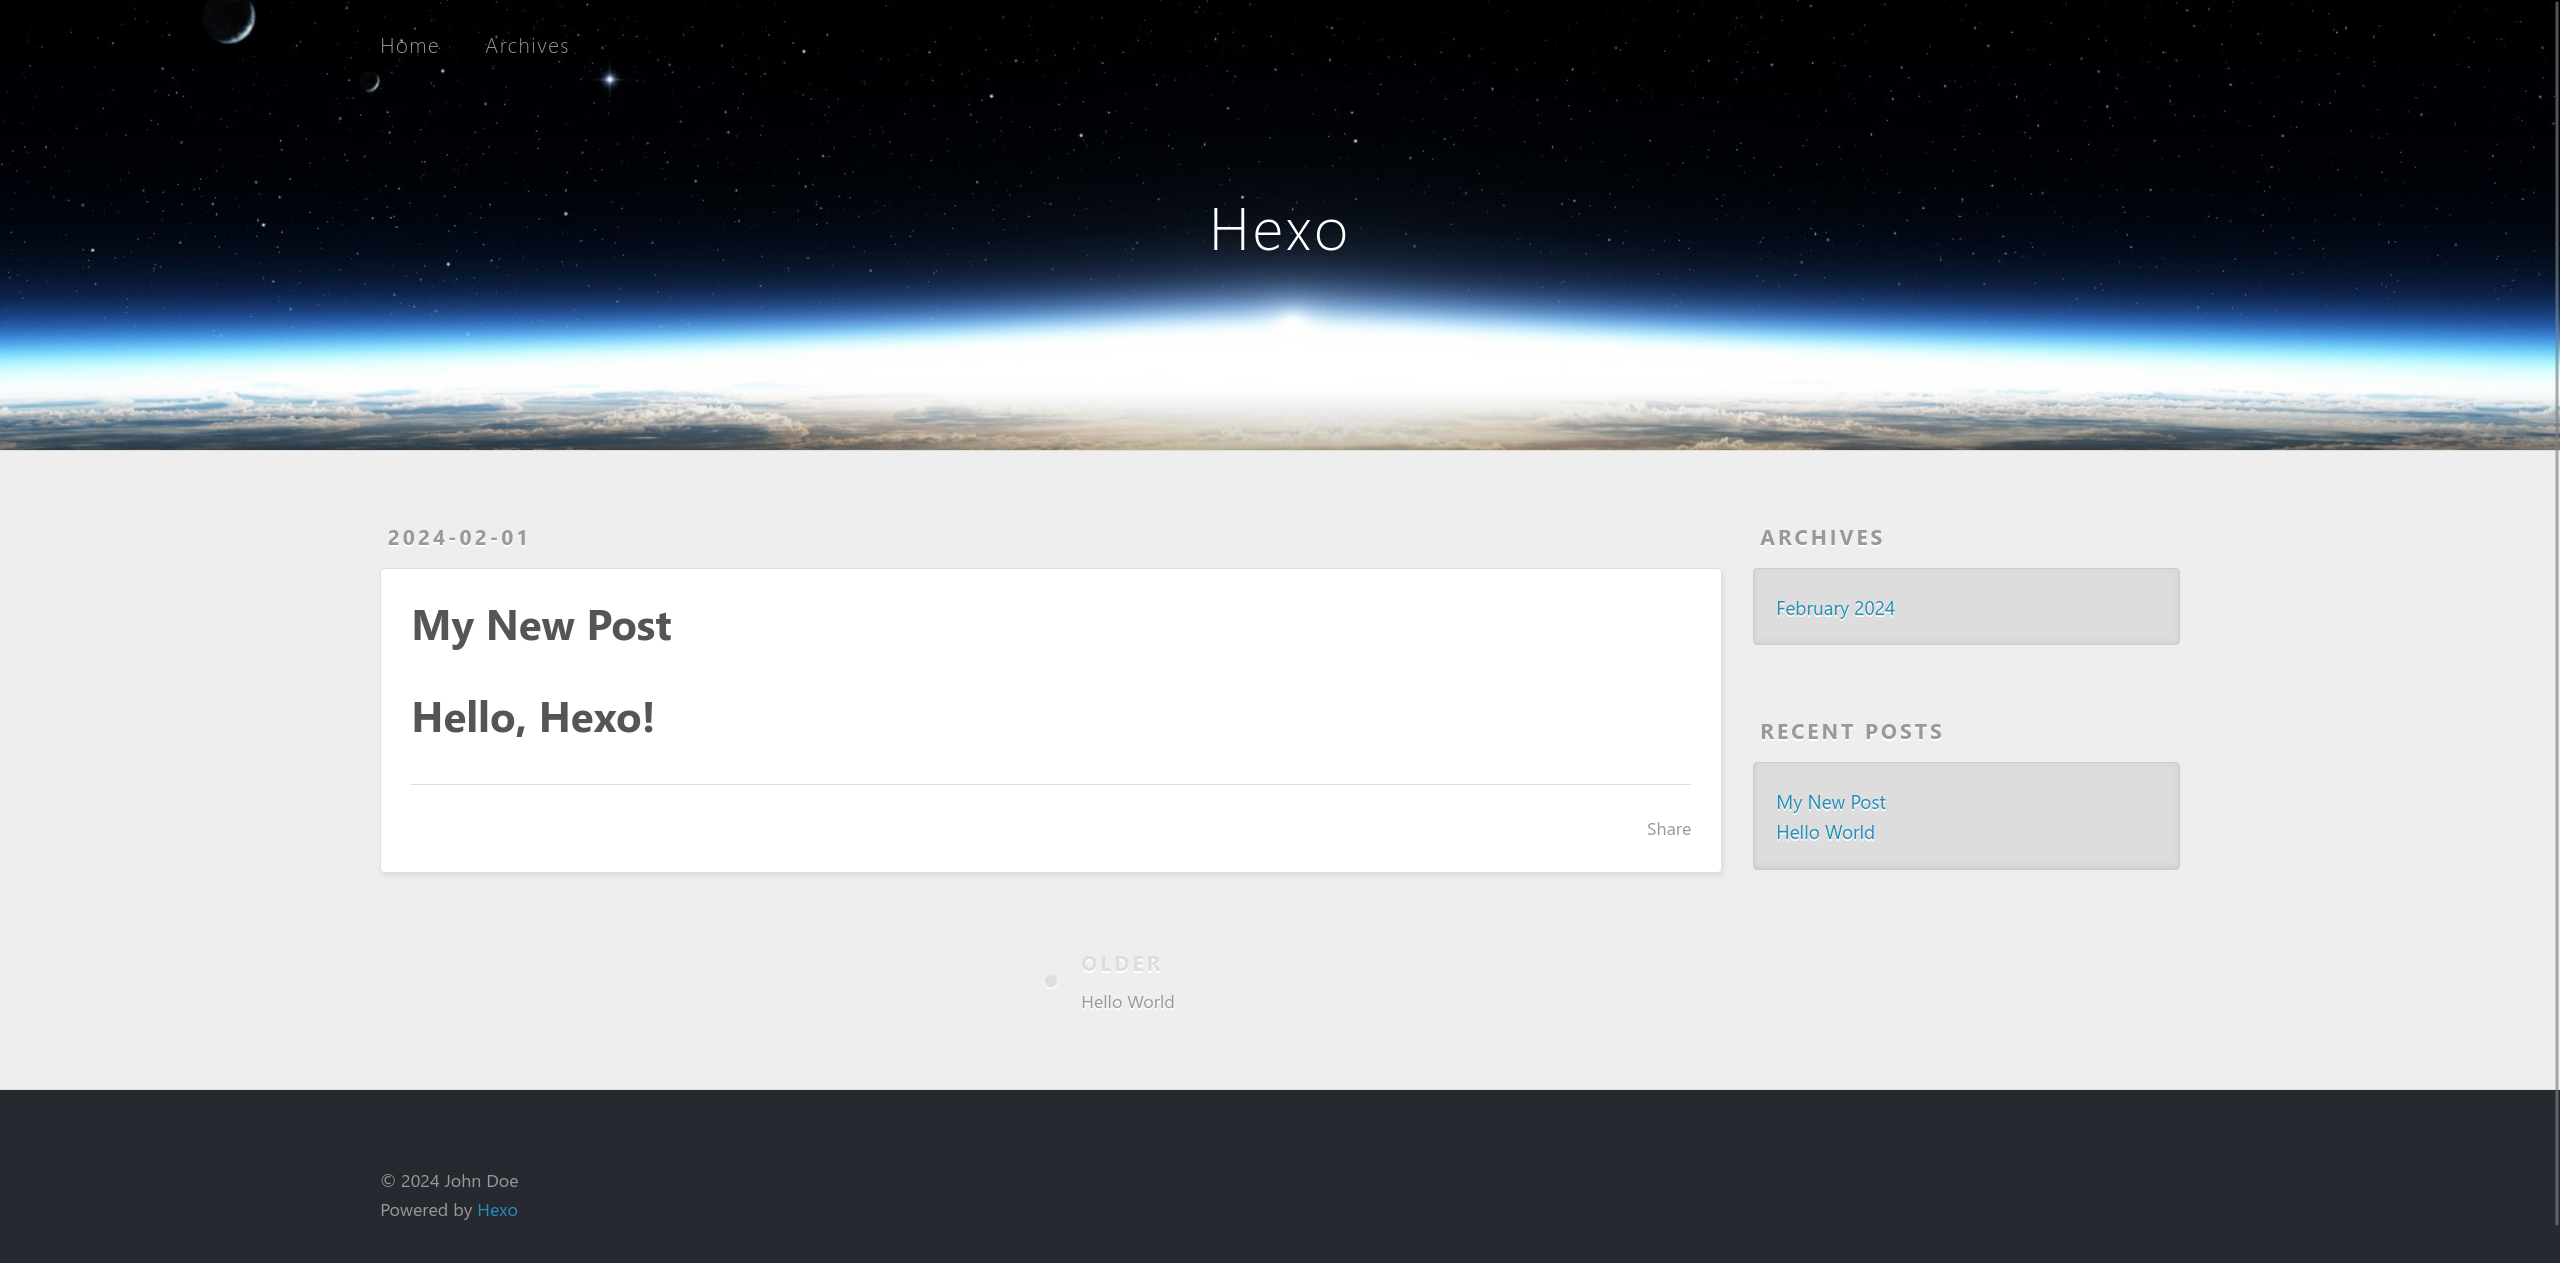 Home Archives
Hexo
2024-02-01
My New Post
Hello, Hexo!
Share
OLDER
Hello World
ARCHIVES
February 2024
RECENT POSTS
My New Post
Hello World
© 2024 John Doe
Powered by Hexo